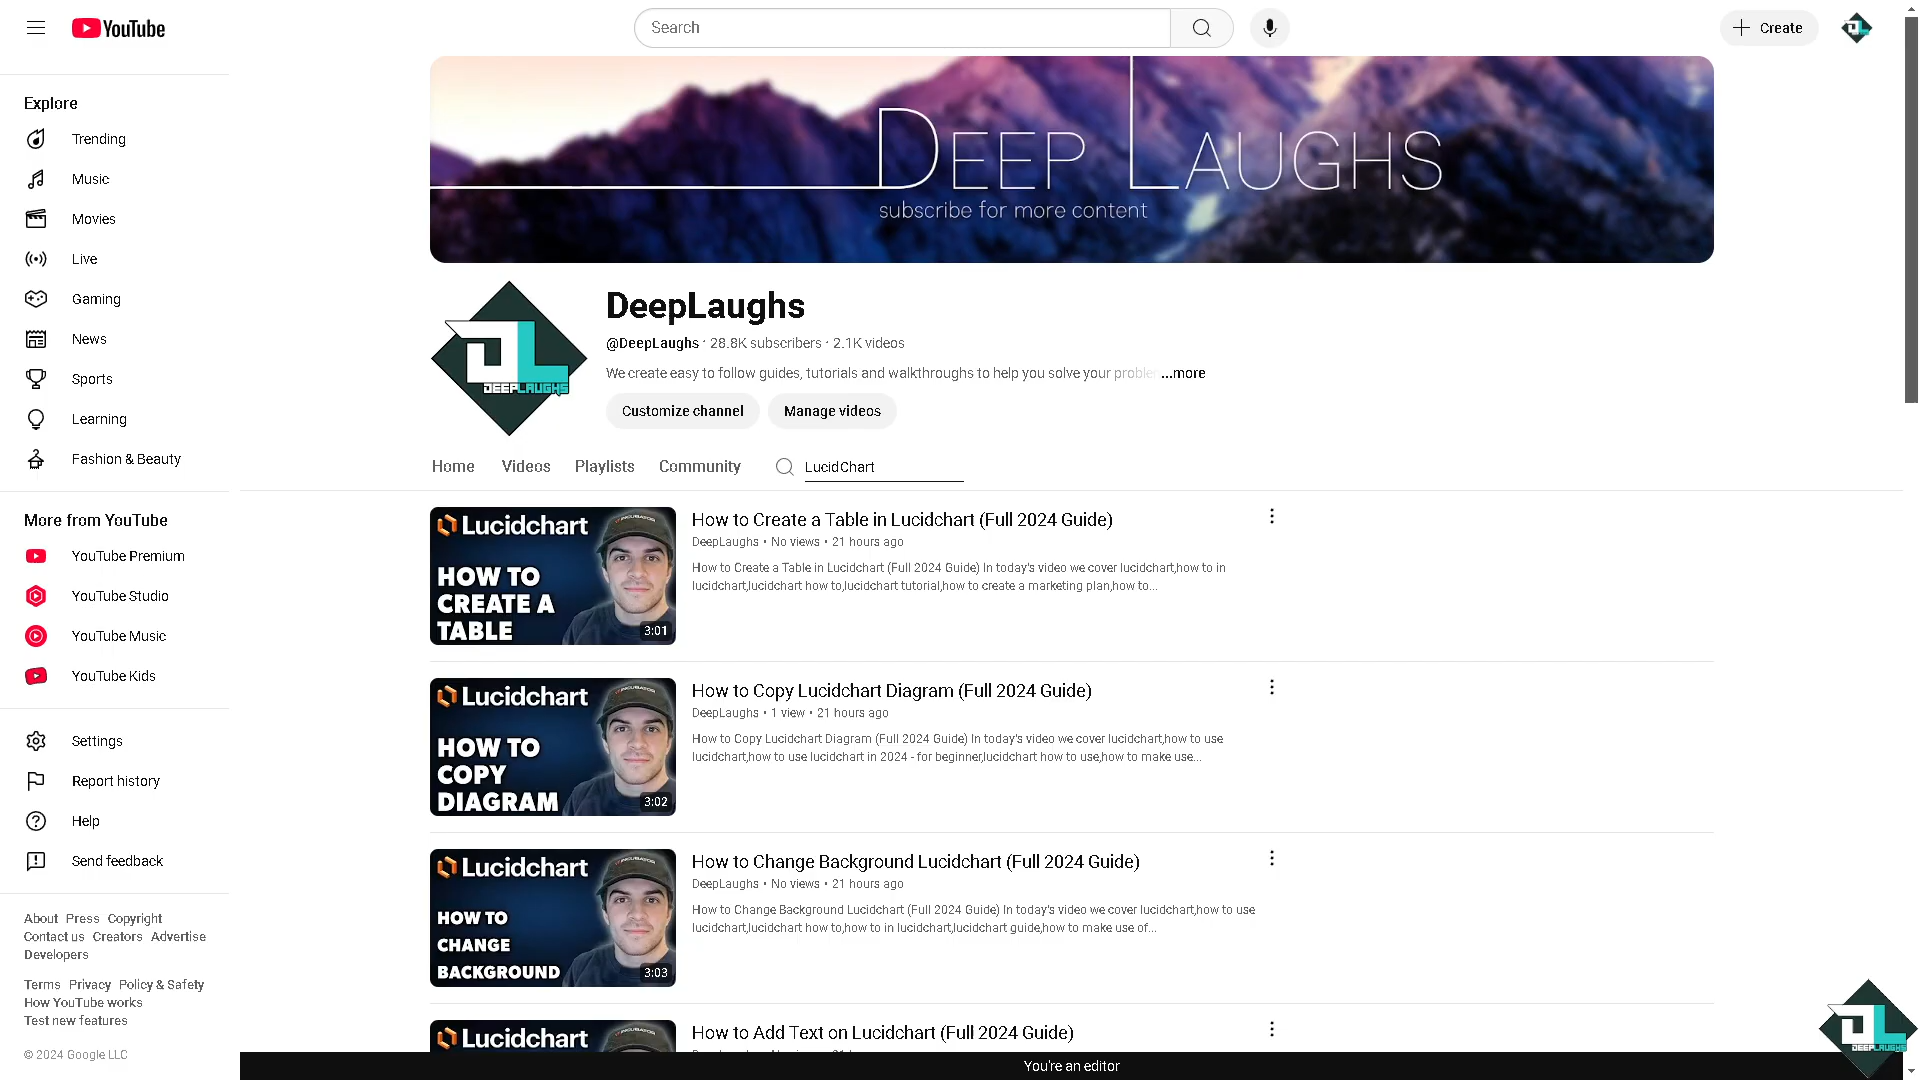 YouTube
Search
Create
Explore
Trending
Music
Movies
Live
Gaming
News
Sports
Learning
Fashion & Beauty
More from YouTube
YouTube Premium
YouTube Studio
YouTube Music
YouTube Kids
Settings
Report history
Help
Send feedback
About Press Copyright
Contact us Creators Advertise
Developers
Terms Privacy Policy & Safety
How YouTube works
Test new features
© 2024 Google LLC
DEEP LAUGHS
subscribe for more content
DEEPLAUGHS
DeepLaughs
@DeepLaughs · 28.8K subscribers · 2.1K videos
We create easy to follow guides, tutorials and walkthroughs to help you solve your ...more
Customize channel
Manage videos
Home Videos Playlists Community LucidChart
Lucidchart
INCUBATOR
HOW TO
CREATE A
TABLE
3:01
How to Create a Table in Lucidchart (Full 2024 Guide)
DeepLaughs • No views • 21 hours ago
How to Create a Table in Lucidchart (Full 2024 Guide) In today's video we cover lucidchart,how to in
lucidchart,lucidchart how to,lucidchart tutorial,how to create a marketing plan,how to...
Lucidchart
INCUBATOR
HOW TO
COPY
DIAGRAM
3:02
How to Copy Lucidchart Diagram (Full 2024 Guide)
DeepLaughs • 1 view • 21 hours ago
How to Copy Lucidchart Diagram (Full 2024 Guide) In today's video we cover lucidchart,how to use
lucidchart,how to use lucidchart in 2024 - for beginner,lucidchart how to use,how to make use...
Lucidchart
INCUBATOR
HOW TO
CHANGE
BACKGROUND
3:03
How to Change Background Lucidchart (Full 2024 Guide)
DeepLaughs • No views • 21 hours ago
How to Change Background Lucidchart (Full 2024 Guide) In today's video we cover lucidchart,how to use
lucidchart,lucidchart how to,how to in lucidchart,lucidchart guide,how to make use of...
Lucidchart
INCUBATOR
How to Add Text on Lucidchart (Full 2024 Guide)
You're an editor
DEEPLAUGHS